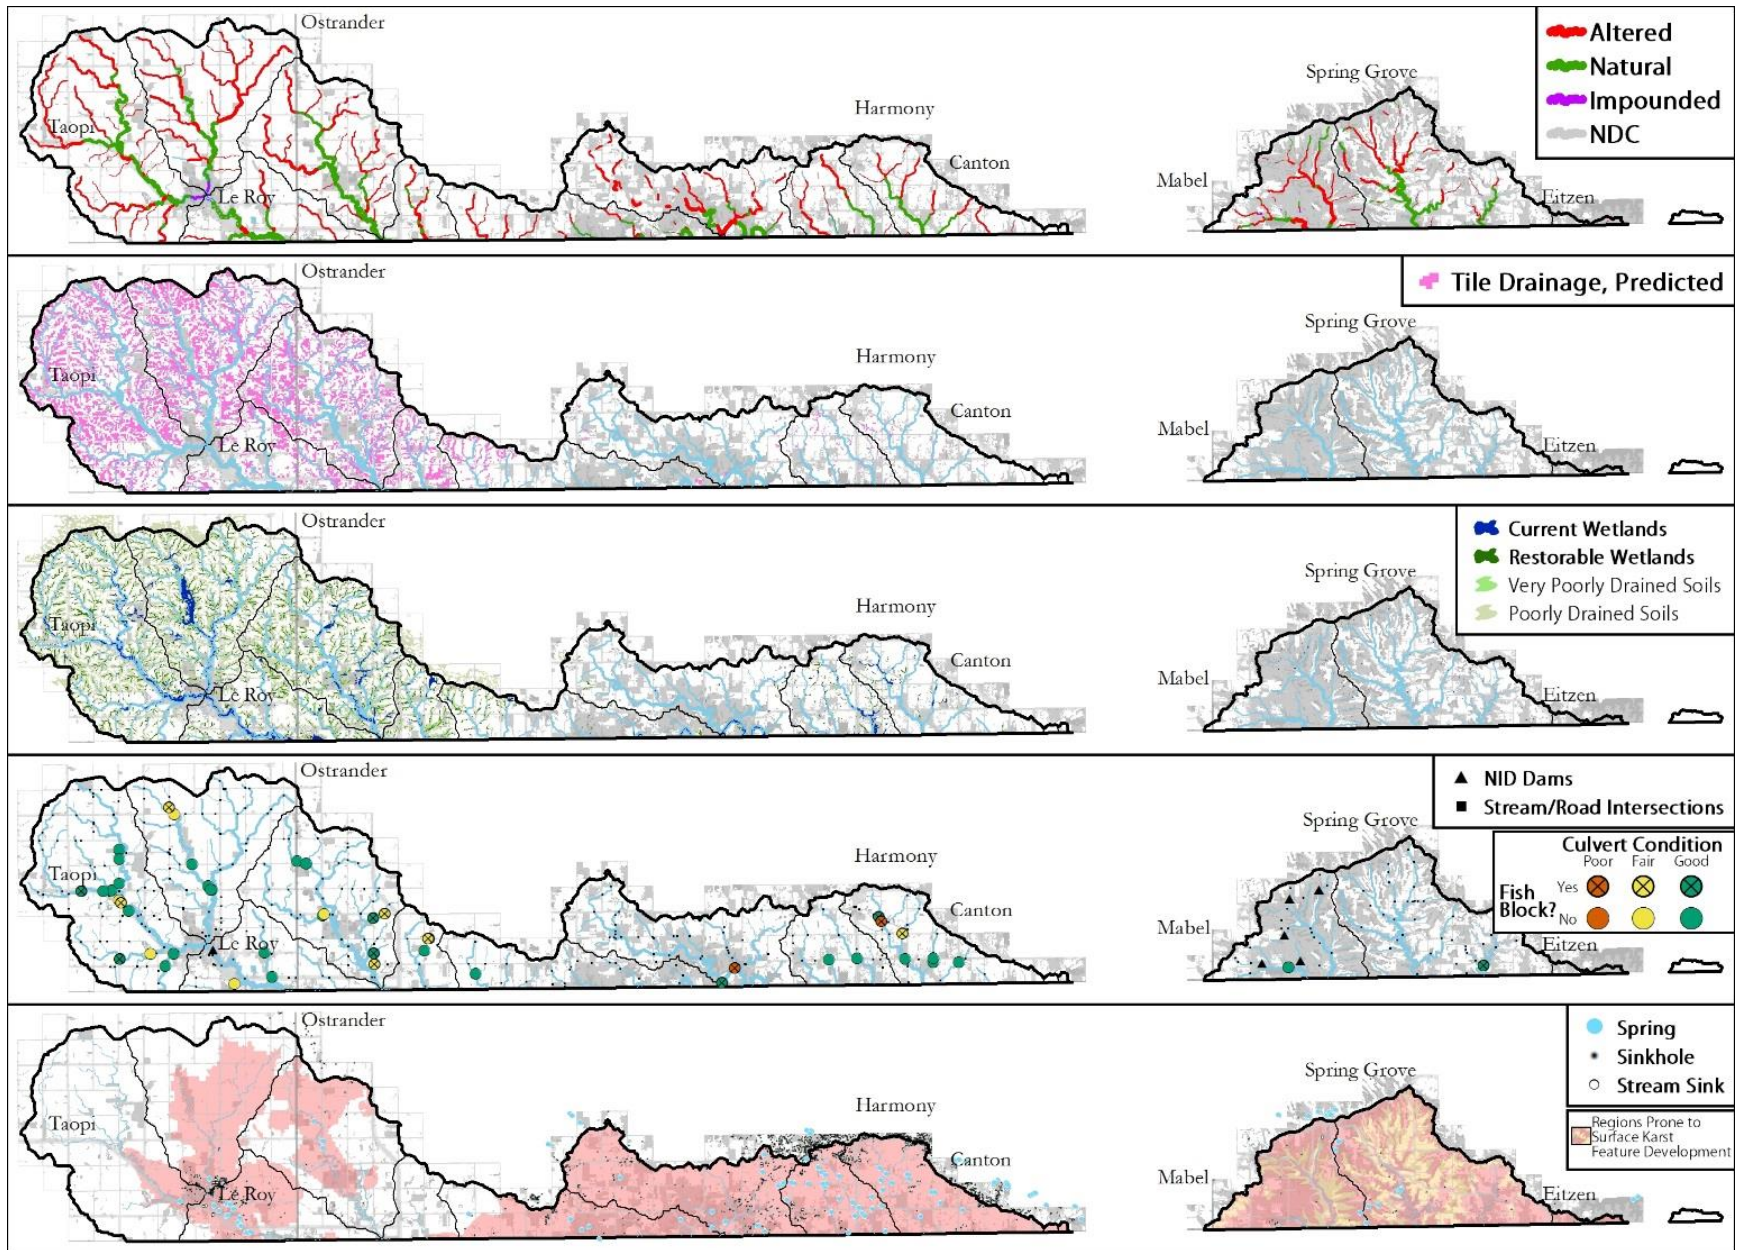 Ostrander
Taopi
Le Roy
Harmony
Canton
Spring Grove
Mabel
Eitzen
Altered
Natural
Impounded
NDC
Ostrander
Taopi
Le Roy
Harmony
Canton
Spring Grove
Mabel
Eitzen
Tile Drainage, Predicted
Ostrander
Taopi
Le Roy
Harmony
Canton
Spring Grove
Mabel
Eitzen
Current Wetlands
Restorable Wetlands
Very Poorly Drained Soils
Poorly Drained Soils
Ostrander
Taopi
Le Roy
Harmony
Canton
Spring Grove
Mabel
Eitzen
NID Dams
Stream/Road Intersections
Culvert Condition
Poor Fair Good
Fish
Block?
Yes
No
Ostrander
Taopi
Le Roy
Harmony
Canton
Spring Grove
Mabel
Eitzen
Spring
Sinkhole
Stream Sink
Regions Prone to
Surface Karst
Feature Development